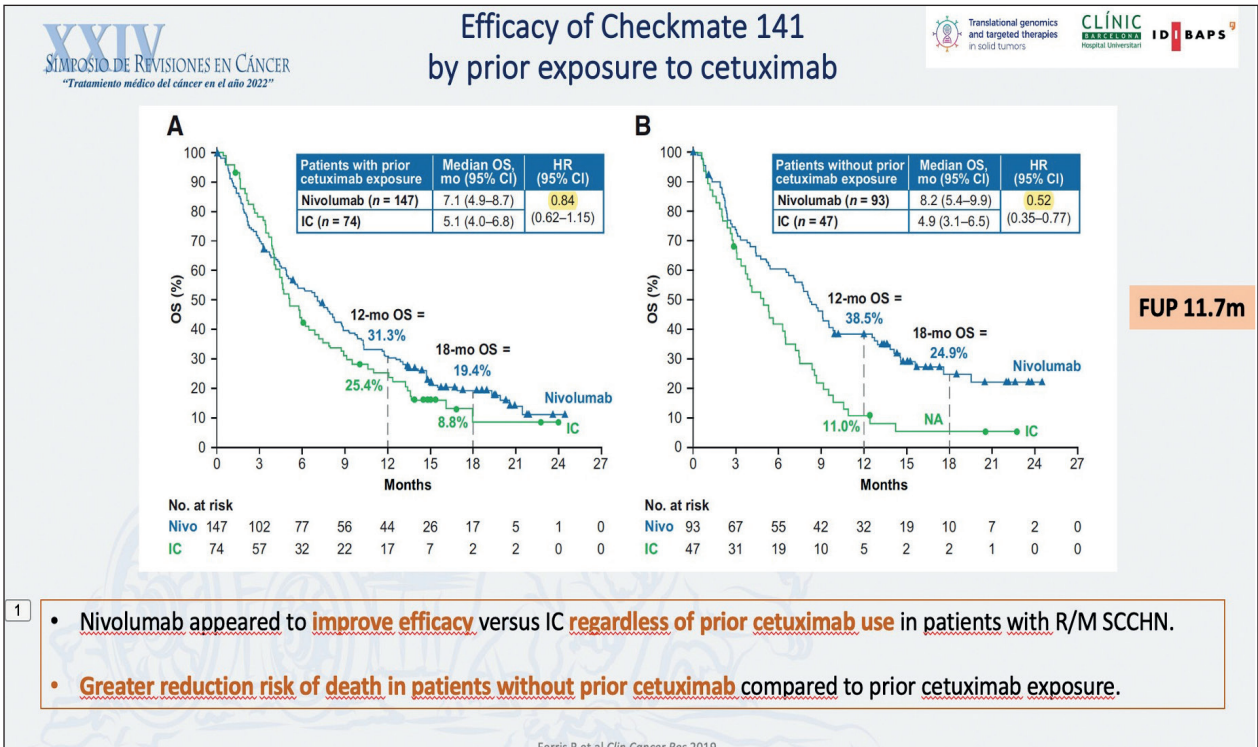 XXIV
SIMPOSIO DE REVISIONES EN CÁNCER
“Tratamiento médico del cáncer en el año 2022”
Efficacy of Checkmate 141
by prior exposure to cetuximab
Translational genomics
and targeted therapies
in solid tumors
CLÍNIC
BARCELONA
Hospital Universitari
IDIBAPS
A
Patients with prior cetuximab exposure Median OS, mo (95% CI) HR (95% CI)
Nivolumab (n = 147) 7.1 (4.9–8.7) 0.84
IC (n = 74) 5.1 (4.0–6.8) (0.62–1.15)
OS (%)
100
90
80
70
60
50
40
30
20
10
0
12-mo OS =
31.3%
18-mo OS =
19.4%
25.4%
8.8%
Nivolumab
IC
0 3 6 9 12 15 18 21 24 27
Months
No. at risk
Nivo 147 102 77 56 44 26 17 5 1 0
IC 74 57 32 22 17 7 2 2 0 0
B
Patients without prior cetuximab exposure Median OS, mo (95% CI) HR (95% CI)
Nivolumab (n = 93) 8.2 (5.4–9.9) 0.52
IC (n = 47) 4.9 (3.1–6.5) (0.35–0.77)
OS (%)
100
90
80
70
60
50
40
30
20
10
0
12-mo OS =
38.5%
18-mo OS =
24.9%
11.0%
NA
Nivolumab
IC
0 3 6 9 12 15 18 21 24 27
Months
No. at risk
Nivo 93 67 55 42 32 19 10 7 2 0
IC 47 31 19 10 5 2 2 1 0 0
FUP 11.7m
1
• Nivolumab appeared to improve efficacy versus IC regardless of prior cetuximab use in patients with R/M SCCHN.
• Greater reduction risk of death in patients without prior cetuximab compared to prior cetuximab exposure.
Ferris R et al Clin Cancer Res 2019